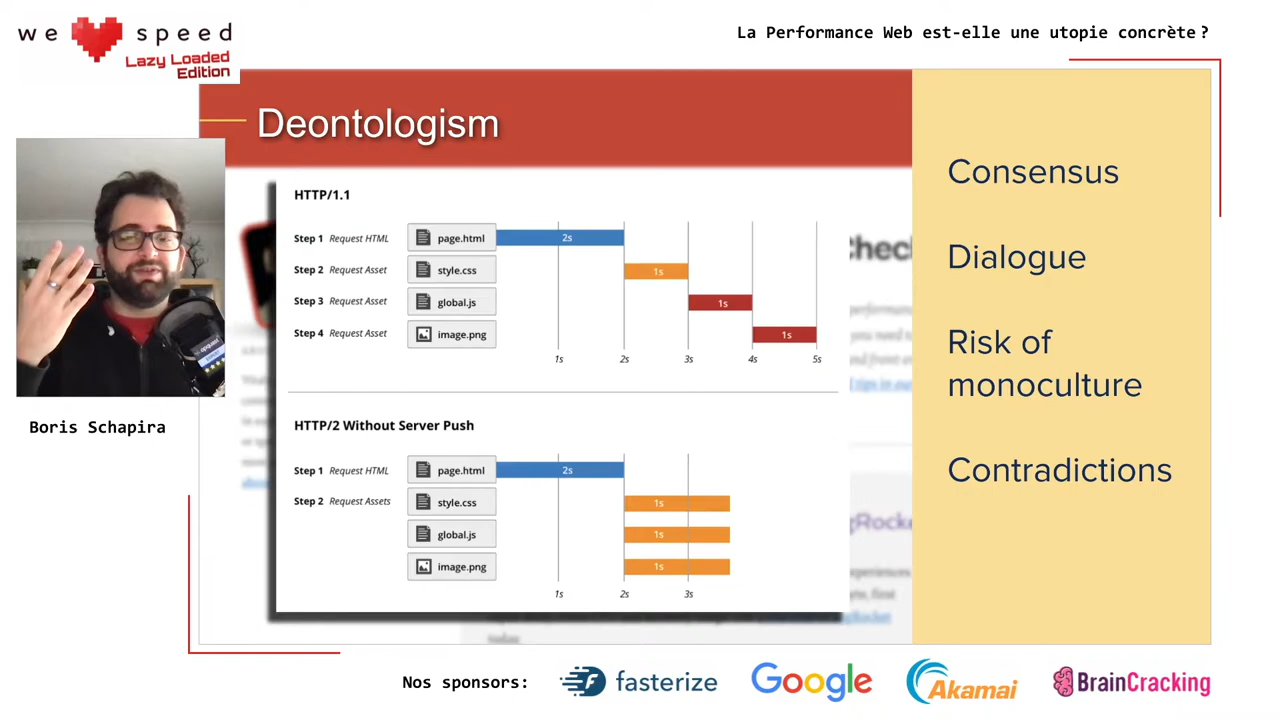 we speed
Lazy Loaded
Edition
La Performance Web est-elle une utopie concrète ?
Deontologism
HTTP/1.1
Step 1 Request HTML page.html 2s
Step 2 Request Asset style.css 1s
Step 3 Request Asset global.js 1s
Step 4 Request Asset image.png 1s
1s 2s 3s 4s 5s
HTTP/2 Without Server Push
Step 1 Request HTML page.html 2s
Step 2 Request Assets style.css 1s
global.js 1s
image.png 1s
1s 2s 3s
Consensus
Dialogue
Risk of
monoculture
Contradictions
Boris Schapira
Nos sponsors: fasterize Google Akamai BrainCracking